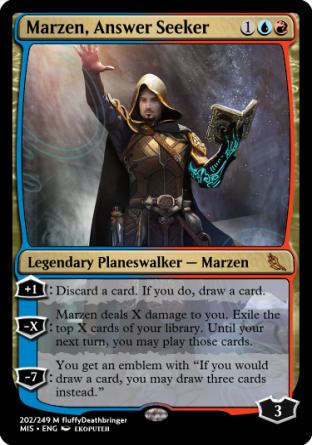 Marzen, Answer Seeker 1
Legendary Planeswalker — Marzen
+1: Discard a card. If you do, draw a card.
-X: Marzen deals X damage to you. Exile the
top X cards of your library. Until your
next turn, you may play those cards.
-7: You get an emblem with “If you would
draw a card, you may draw three cards
instead.”
3
202/249 M fluffyDeathbringer
MIS • ENG EKOPUTEH